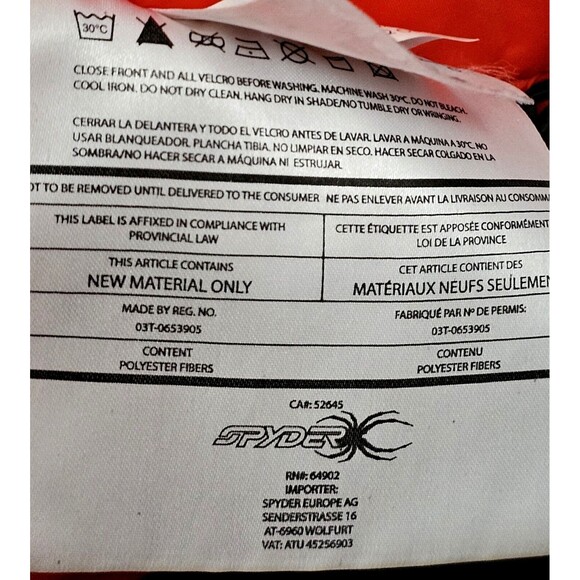 30°C
CLOSE FRONT AND ALL VELCRO BEFORE WASHING. MACHINE WASH 30°C. DO NOT BLEACH.
COOL IRON. DO NOT DRY CLEAN. HANG DRY IN SHADE/NO TUMBLE DRY OR WRINGING.
CERRAR LA DELANTERA Y TODO EL VELCRO ANTES DE LAVAR. LAVAR A MÁQUINA A 30°C. NO
USAR BLANQUEADOR. PLANCHA TIBIA. NO LIMPIAR EN SECO. HACER SECAR COLGADO EN LA
SOMBRA/NO HACER SECAR A MÁQUINA NI ESTRUJAR.
OT TO BE REMOVED UNTIL DELIVERED TO THE CONSUMER NE PAS ENLEVER AVANT LA LIVRAISON AU CONSOMMA
THIS LABEL IS AFFIXED IN COMPLIANCE WITH
PROVINCIAL LAW
CETTE ÉTIQUETTE EST APPOSÉE CONFORMÉMENT
LOI DE LA PROVINCE
THIS ARTICLE CONTAINS
NEW MATERIAL ONLY
CET ARTICLE CONTIENT DES
MATÉRIAUX NEUFS SEULEMEN
MADE BY REG. NO.
03T-0653905
FABRIQUÉ PAR Nº DE PERMIS:
03T-0653905
CONTENT
POLYESTER FIBERS
CONTENU
POLYESTER FIBERS
CA#: 52645
SPYDER
RN#: 64902
IMPORTER:
SPYDER EUROPE AG
SENDERSTRASSE 16
AT-6960 WOLFURT
VAT: ATU 45256903